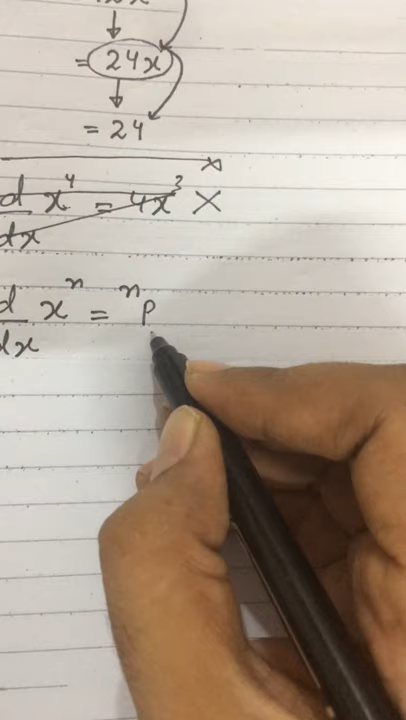 = 24x
= 24
d x⁴ = 4x³ X
dx
d xⁿ = ⁿP
dx